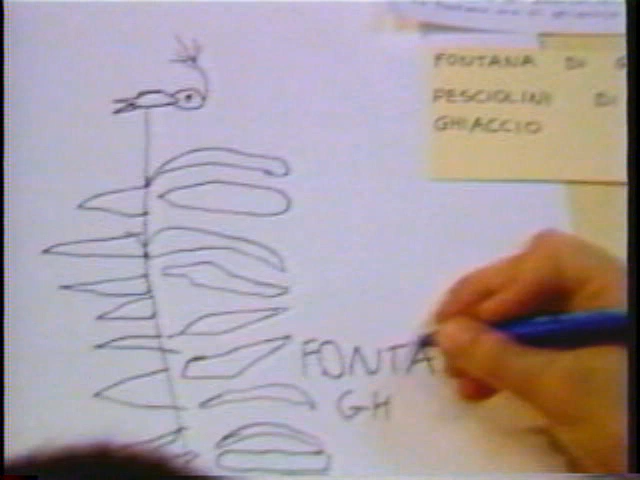 FONTANA DI G
PESCIOLINI DI
GHIACCIO
FONTA
GH